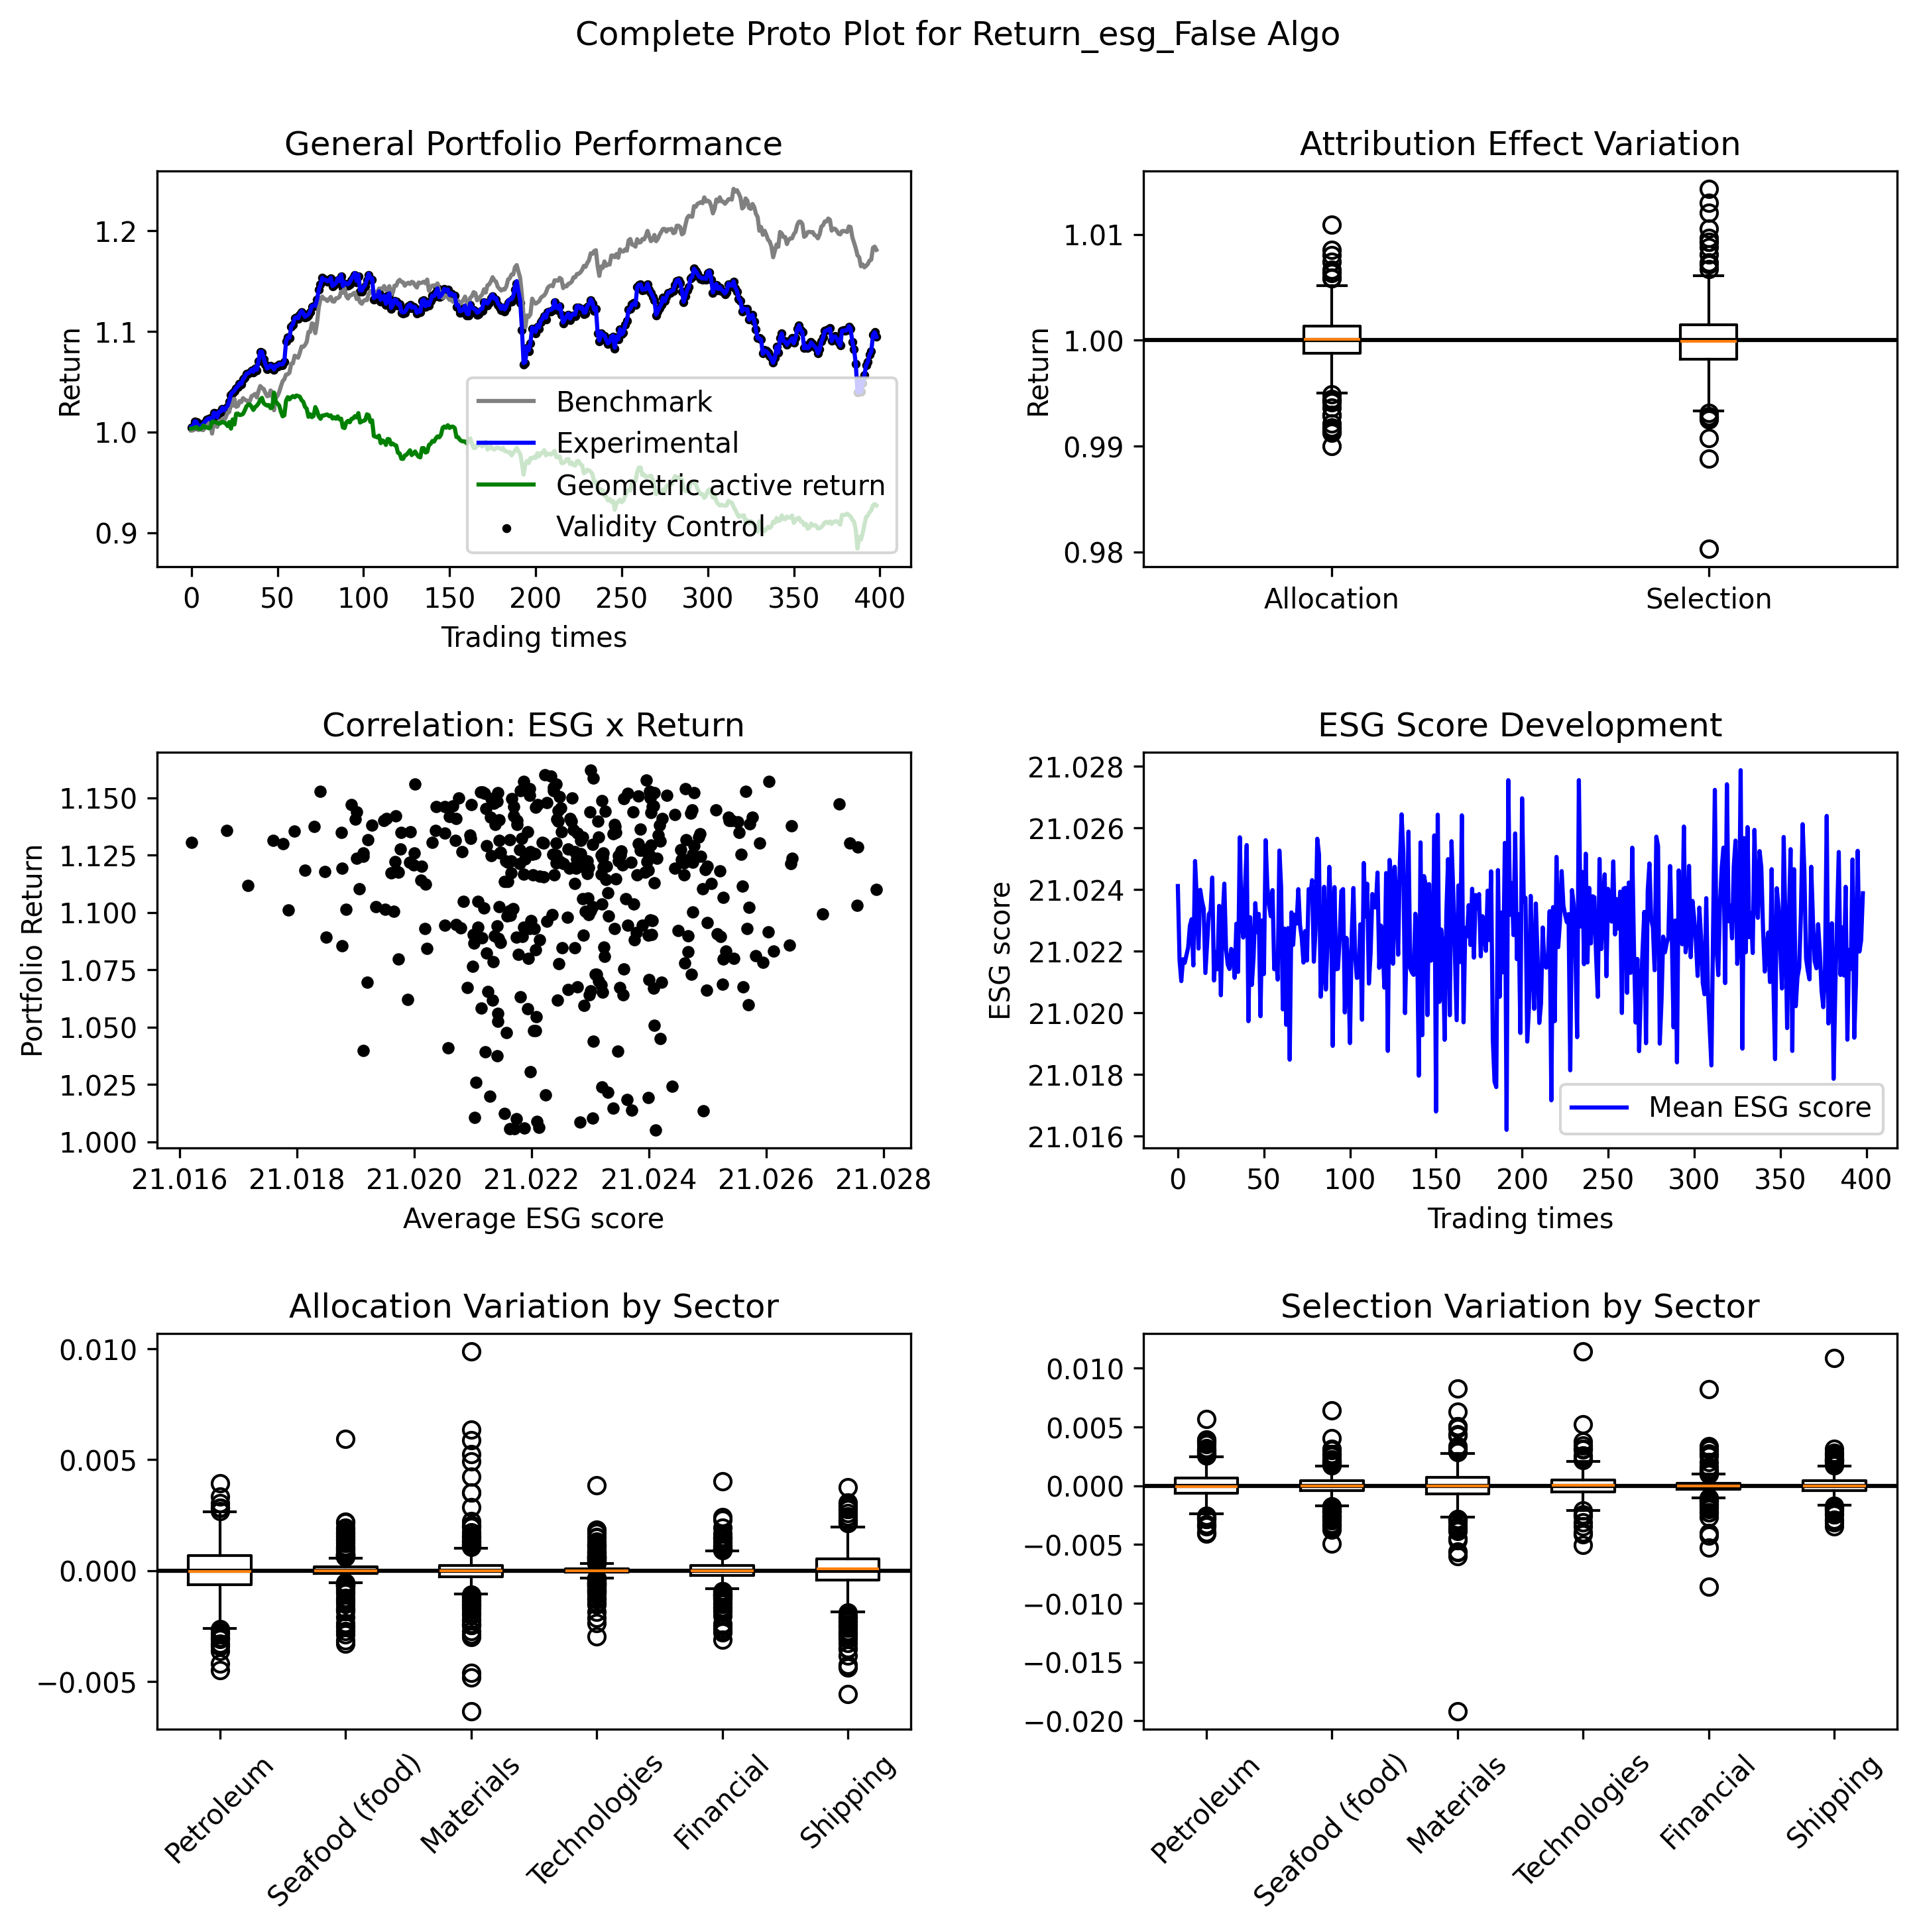 Complete Proto Plot for Return_esg_False Algo
General Portfolio Performance
Return
1.2
1.1
1.0
0.9
Benchmark
Experimental
Geometric active return
Validity Control
0 50 100 150 200 250 300 350 400
Trading times
Attribution Effect Variation
Return
1.01
1.00
0.99
0.98
Allocation Selection
Correlation: ESG x Return
Portfolio Return
1.150
1.125
1.100
1.075
1.050
1.025
1.000
21.016 21.018 21.020 21.022 21.024 21.026 21.028
Average ESG score
ESG Score Development
ESG score
21.028
21.026
21.024
21.022
21.020
21.018
21.016
Mean ESG score
0 50 100 150 200 250 300 350 400
Trading times
Allocation Variation by Sector
0.010
0.005
0.000
−0.005
Petroleum Seafood (food) Materials Technologies Financial Shipping
Selection Variation by Sector
0.010
0.005
0.000
−0.005
−0.010
−0.015
−0.020
Petroleum Seafood (food) Materials Technologies Financial Shipping